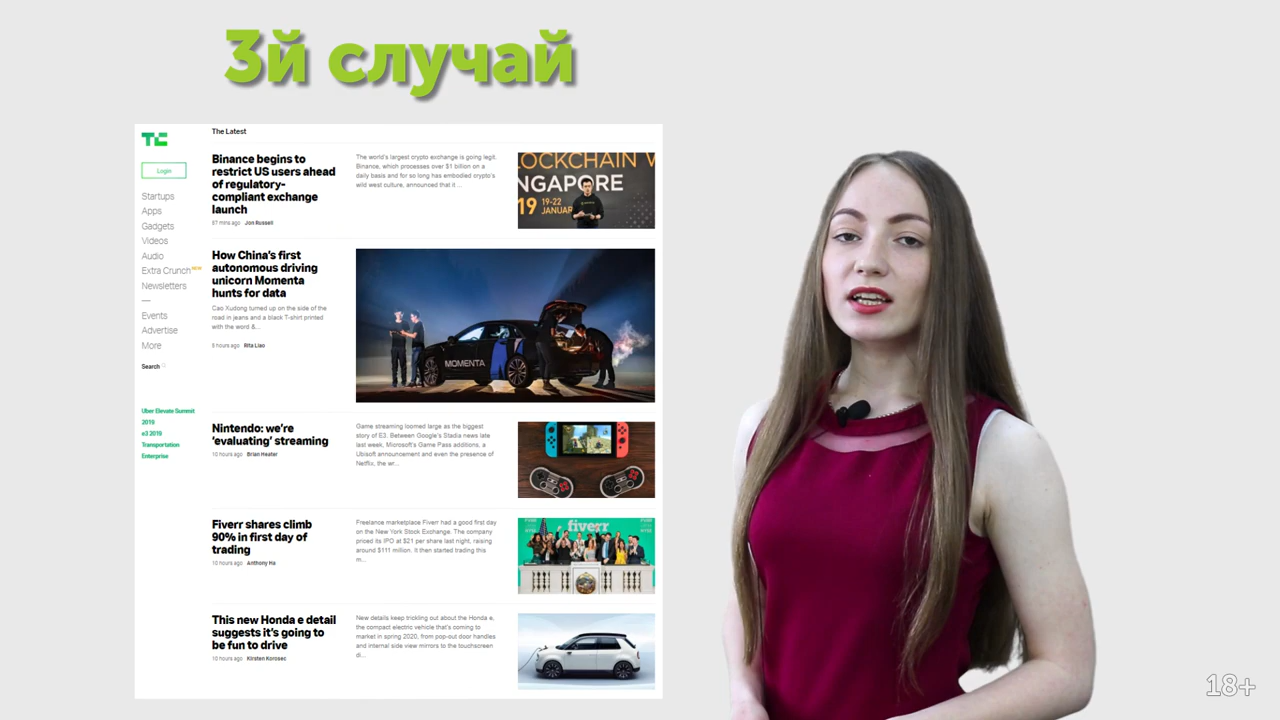 3й случай
TC
The Latest
Login
Startups
Apps
Gadgets
Videos
Audio
Extra Crunch NEW
Newsletters
—
Events
Advertise
More
Search
Uber Elevate Summit
2019
e3 2019
Transportation
Enterprise
Binance begins to
restrict US users ahead
of regulatory-
compliant exchange
launch
57 mins ago Jon Russell
The world's largest crypto exchange is going legit.
Binance, which processes over $1 billion on a
daily basis and for so long has embodied crypto's
wild west culture, announced that it ...
LOCKCHAIN W
NGAPORE
19 19-22
JANUAR
How China's first
autonomous driving
unicorn Momenta
hunts for data
Cao Xudong turned up on the side of the
road in jeans and a black T-shirt printed
with the word &...
8 hours ago Rita Liao
MOMENTA
Nintendo: we're
'evaluating' streaming
10 hours ago Brian Heater
Game streaming loomed large as the biggest
story of E3. Between Google's Stadia news late
last week, Microsoft's Game Pass additions, a
Ubisoft announcement and even the presence of
Netflix, the wr...
Fiverr shares climb
90% in first day of
trading
10 hours ago Anthony Ha
Freelance marketplace Fiverr had a good first day
on the New York Stock Exchange. The company
priced its IPO at $21 per share last night, raising
around $111 million. It then started trading this
m...
fiverr
This new Honda e detail
suggests it's going to
be fun to drive
10 hours ago Kirsten Korosec
New details keep trickling out about the Honda e,
the compact electric vehicle that's coming to
market in spring 2020, from pop-out door handles
and internal side view mirrors to the touchscreen
di...
18+